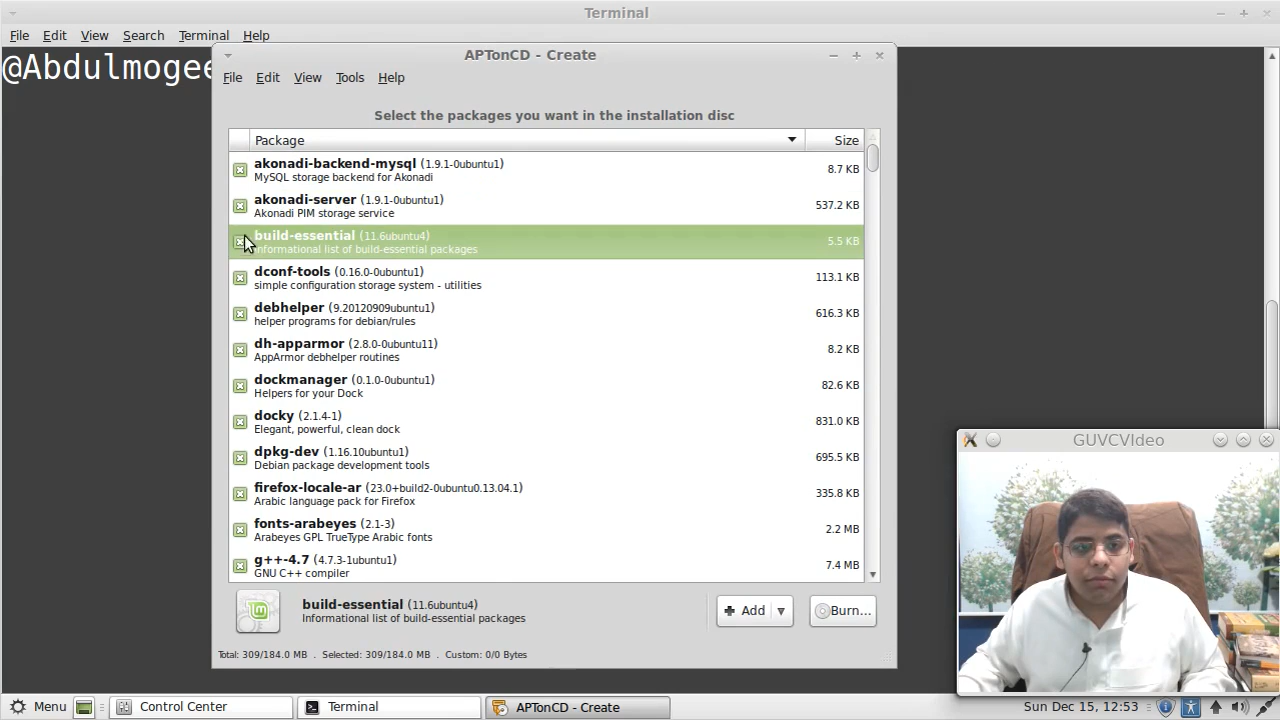 Terminal
File Edit View Search Terminal Help
@Abdulmogee
APTonCD - Create
File Edit View Tools Help
Select the packages you want in the installation disc
Package Size
akonadi-backend-mysql (1.9.1-0ubuntu1)
MySQL storage backend for Akonadi
8.7 KB
akonadi-server (1.9.1-0ubuntu1)
Akonadi PIM storage service
537.2 KB
build-essential (11.6ubuntu4)
Informational list of build-essential packages
5.5 KB
dconf-tools (0.16.0-0ubuntu1)
simple configuration storage system - utilities
113.1 KB
debhelper (9.20120909ubuntu1)
helper programs for debian/rules
616.3 KB
dh-apparmor (2.8.0-0ubuntu11)
AppArmor debhelper routines
8.2 KB
dockmanager (0.1.0-0ubuntu1)
Helpers for your Dock
82.6 KB
docky (2.1.4-1)
Elegant, powerful, clean dock
831.0 KB
dpkg-dev (1.16.10ubuntu1)
Debian package development tools
695.5 KB
firefox-locale-ar (23.0+build2-0ubuntu0.13.04.1)
Arabic language pack for Firefox
335.8 KB
fonts-arabeyes (2.1-3)
Arabeyes GPL TrueType Arabic fonts
2.2 MB
g++-4.7 (4.7.3-1ubuntu1)
GNU C++ compiler
7.4 MB
build-essential (11.6ubuntu4)
Informational list of build-essential packages
Add Burn...
Total: 309/184.0 MB . Selected: 309/184.0 MB . Custom: 0/0 Bytes
GUVCVIdeo
Menu Control Center Terminal APTonCD - Create Sun Dec 15, 12:53